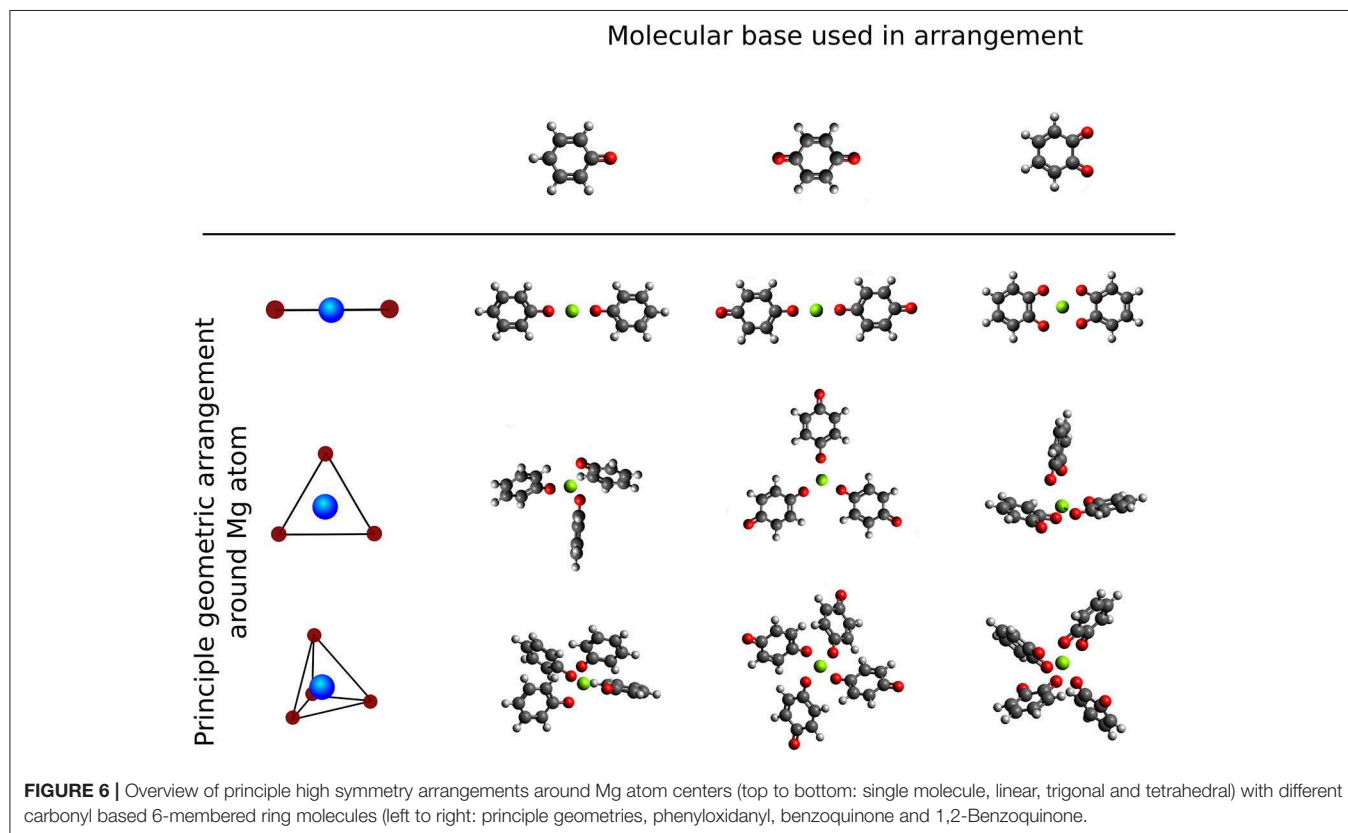 Molecular base used in arrangement
Principle geometric arrangement
around Mg atom
FIGURE 6 | Overview of principle high symmetry arrangements around Mg atom centers (top to bottom: single molecule, linear, trigonal and tetrahedral) with different
carbonyl based 6-membered ring molecules (left to right: principle geometries, phenyloxidanyl, benzoquinone and 1,2-Benzoquinone.